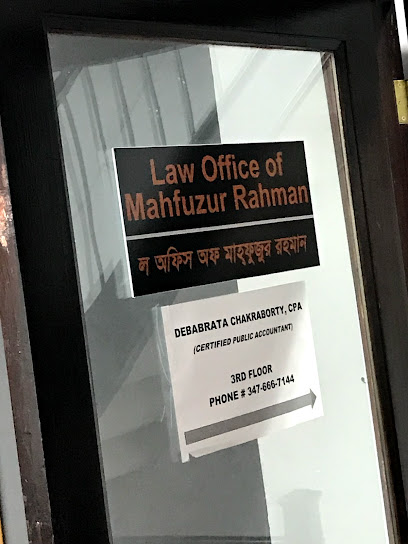 Law Office of
Mahfuzur Rahman
ল অফিস অফ মাহ্ফুজুর রহমান
DEBABRATA CHAKRABORTY, CPA
(CERTIFIED PUBLIC ACCOUNTANT)
3RD FLOOR
PHONE # 347-666-7144